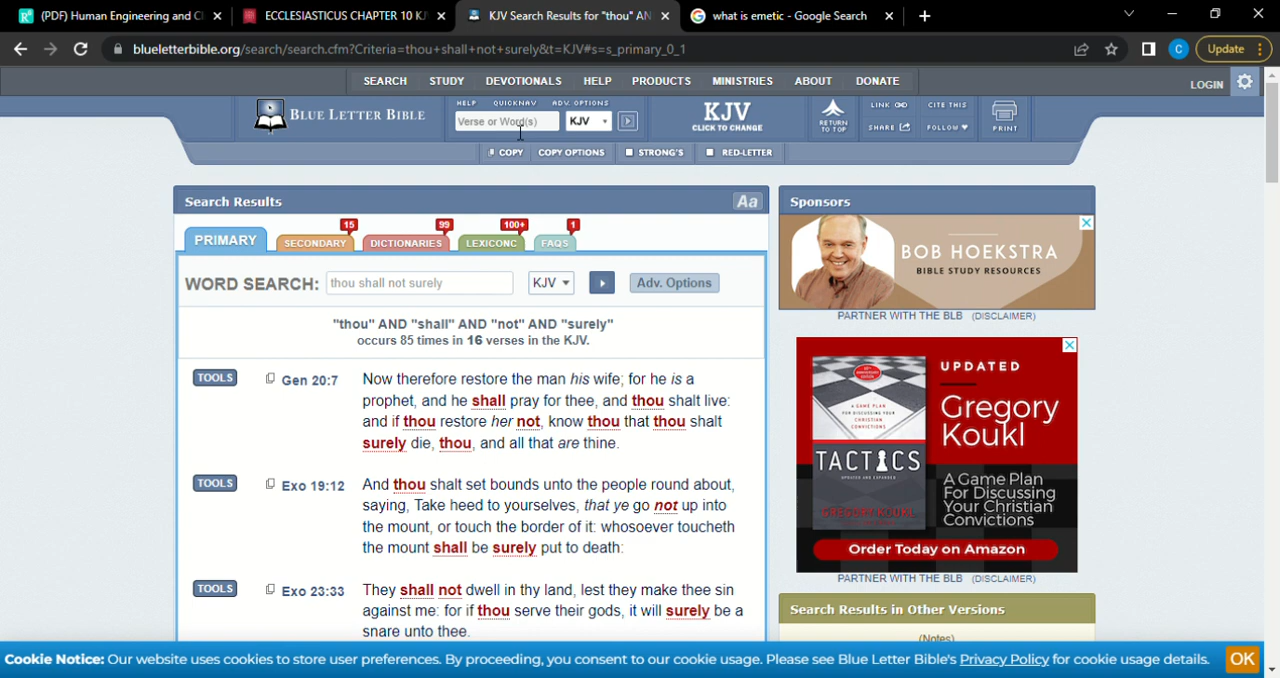 (PDF) Human Engineering and Cl
ECCLESIASTICUS CHAPTER 10 KJ
KJV Search Results for "thou" AN
what is emetic - Google Search
blueletterbible.org/search/search.cfm?Criteria=thou+shall+not+surely&t=KJV#s=s_primary_0_1
C
Update
SEARCH STUDY DEVOTIONALS HELP PRODUCTS MINISTRIES ABOUT DONATE
LOGIN
BLUE LETTER BIBLE
HELP QUICKNAV ADV. OPTIONS
Verse or Word(s) KJV
KJV
CLICK TO CHANGE
RETURN
TO TOP
LINK CITE THIS
SHARE FOLLOW
PRINT
COPY COPY OPTIONS STRONG'S RED-LETTER
Search Results Aa
PRIMARY
SECONDARY 15
DICTIONARIES 99
LEXICONC 100+
FAQS 1
WORD SEARCH: thou shall not surely KJV Adv. Options
"thou" AND "shall" AND "not" AND "surely"
occurs 85 times in 16 verses in the KJV.
TOOLS Gen 20:7 Now therefore restore the man his wife; for he is a
prophet, and he shall pray for thee, and thou shalt live:
and if thou restore her not, know thou that thou shalt
surely die, thou, and all that are thine.
TOOLS Exo 19:12 And thou shalt set bounds unto the people round about,
saying, Take heed to yourselves, that ye go not up into
the mount, or touch the border of it: whosoever toucheth
the mount shall be surely put to death:
TOOLS Exo 23:33 They shall not dwell in thy land, lest they make thee sin
against me: for if thou serve their gods, it will surely be a
snare unto thee.
Sponsors
BOB HOEKSTRA
BIBLE STUDY RESOURCES
PARTNER WITH THE BLB (DISCLAIMER)
A GAME PLAN
FOR DISCUSSING
YOUR CHRISTIAN
CONVICTIONS
TACTICS
GREGORY KOUKL
UPDATED
Gregory
Koukl
A Game Plan
For Discussing
Your Christian
Convictions
Order Today on Amazon
PARTNER WITH THE BLB (DISCLAIMER)
Search Results in Other Versions
(Notes)
Cookie Notice: Our website uses cookies to store user preferences. By proceeding, you consent to our cookie usage. Please see Blue Letter Bible's Privacy Policy for cookie usage details. OK